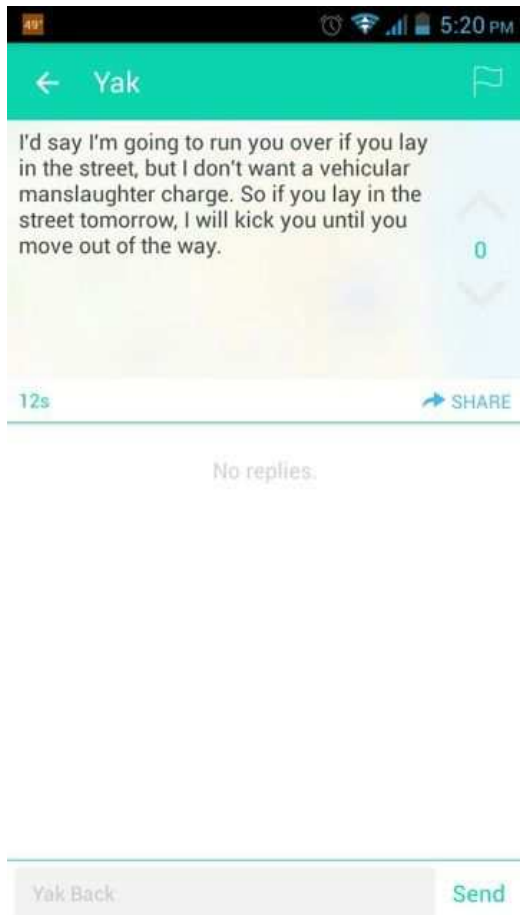 49°
5:20 PM
Yak
I'd say I'm going to run you over if you lay
in the street, but I don't want a vehicular
manslaughter charge. So if you lay in the
street tomorrow, I will kick you until you
move out of the way.
0
12s
SHARE
No replies.
Yak Back
Send